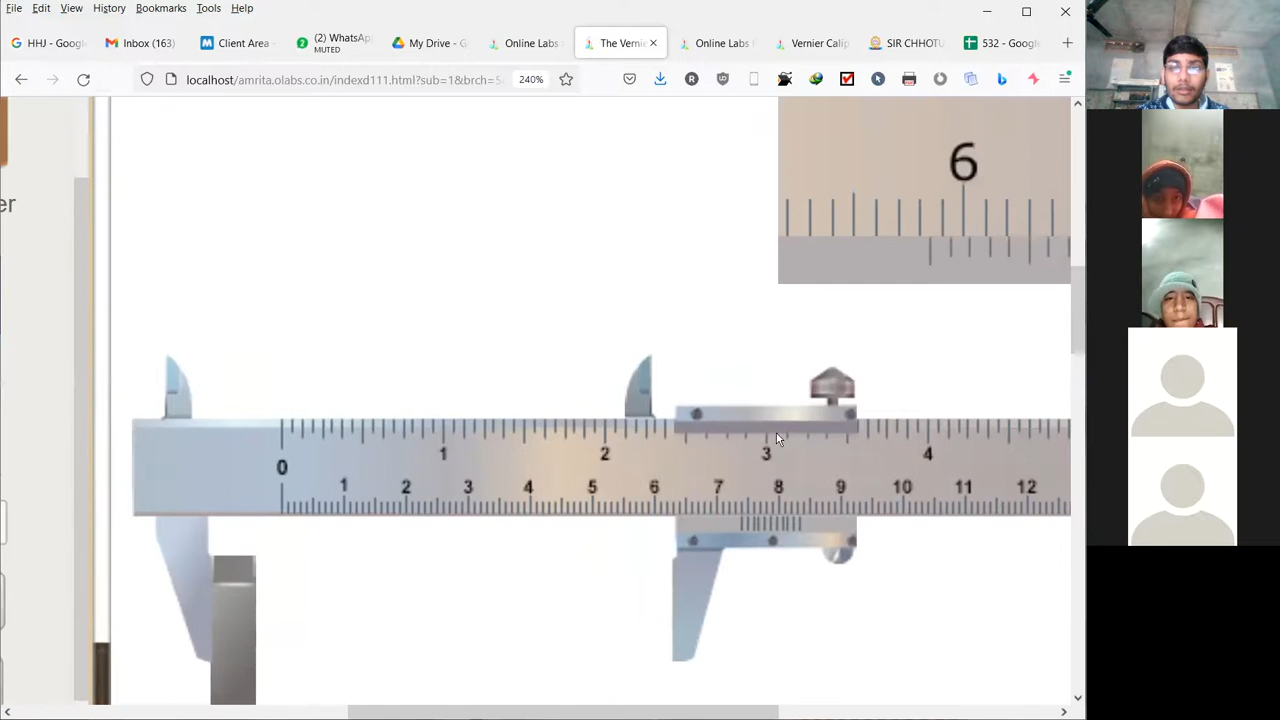 File Edit View History Bookmarks Tools Help
HHJ - Goog
Inbox (163)
Client Area
(2) WhatsAp
MUTED
My Drive - G
Online Labs
The Vernie
Online Labs
Vernier Calip
SIR CHHOTU
532 - Google
localhost/amrita.olabs.co.in/indexd111.html?sub=1&brch=5
240%
er
6
1 2 3 4
0
1 2 3 4 5 6 7 8 9 10 11 12